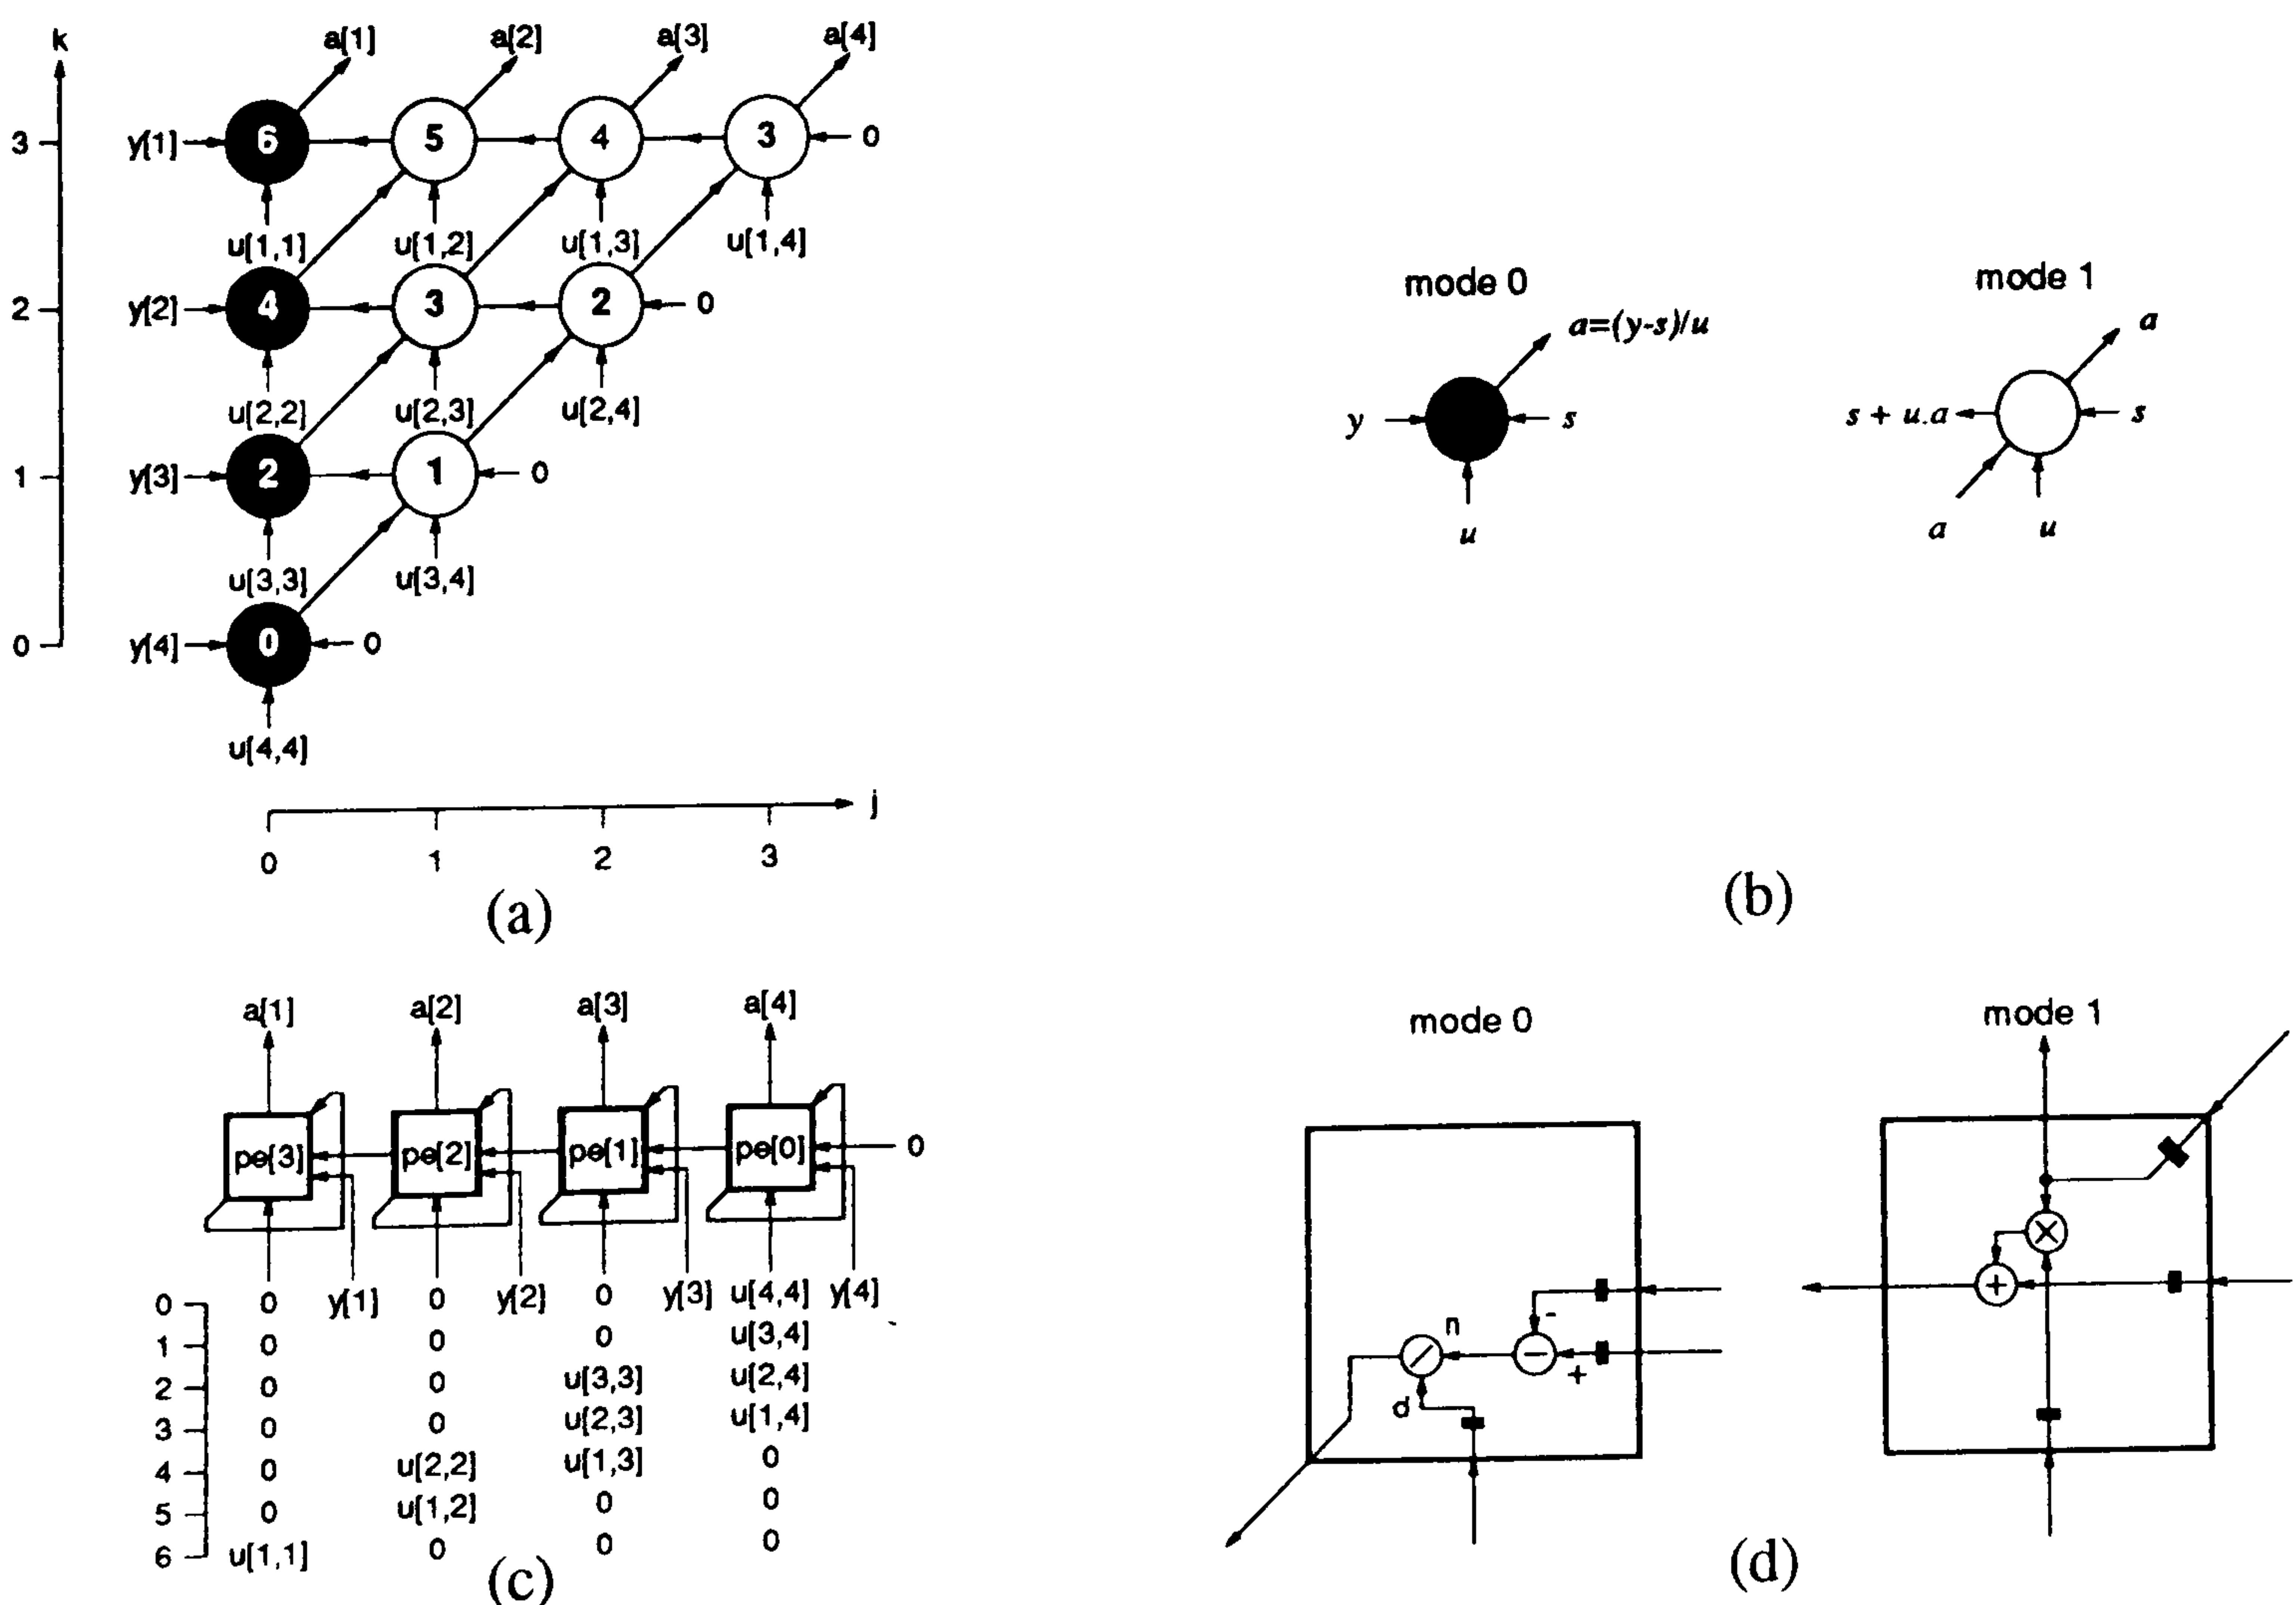 k
a[1] a[2] a[3] a[4]
3 y[1] 6 5 4 3 0
u[1,1] u[1,2] u[1,3] u[1,4]
2 y[2] 4 3 2 0
u[2,2] u[2,3] u[2,4]
1 y[3] 2 1 0
u[3,3] u[3,4]
0 y[4] 0 0
u[4,4]
j
0 1 2 3
(a)
mode 0 mode 1
a=(y-s)/u a
y s s + u.a s
u a u
(b)
a[1] a[2] a[3] a[4]
pe[3] pe[2] pe[1] pe[0] 0
0 0 y[1] 0 y[2] 0 y[3] u[4,4] y[4]
1 0 0 0 u[3,4]
2 0 0 u[3,3] u[2,4]
3 0 0 u[2,3] u[1,4]
4 0 u[2,2] u[1,3] 0
5 0 u[1,2] 0 0
6 u[1,1] 0 0 0
(c)
mode 0 mode 1
n - − +
d
× +
(d)